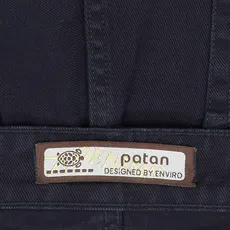 patan
DESIGNED BY ENVIRO